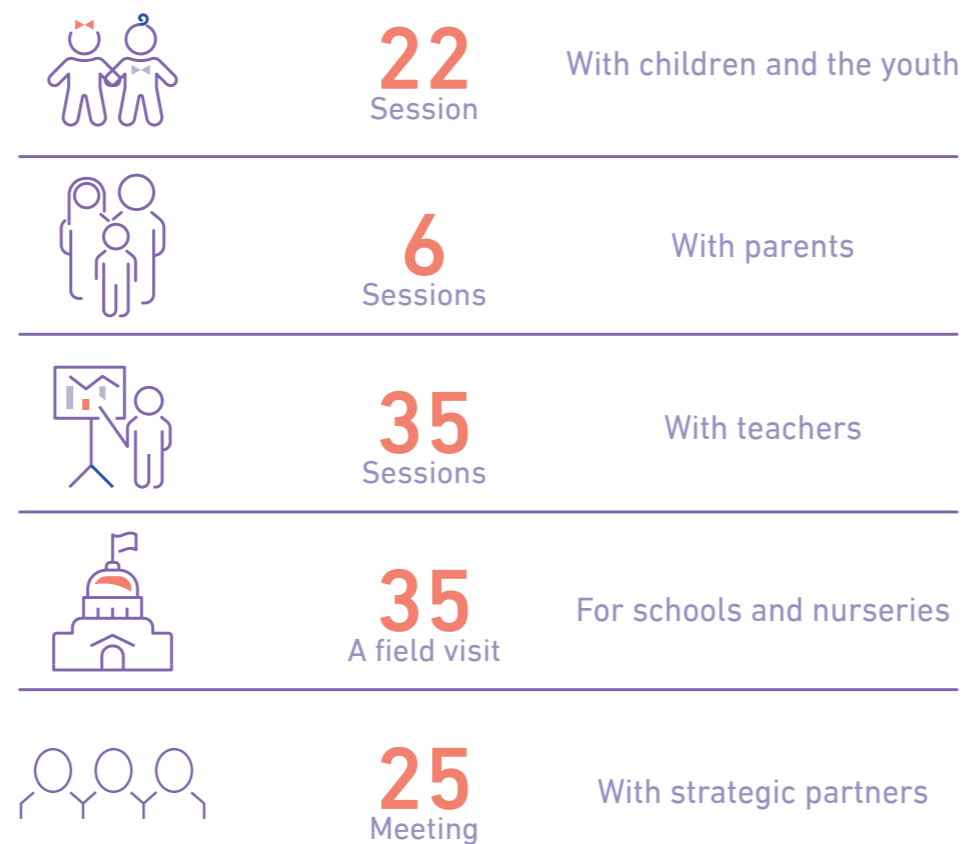 22
Session
With children and the youth
6
Sessions
With parents
35
Sessions
With teachers
35
A field visit
For schools and nurseries
25
Meeting
With strategic partners